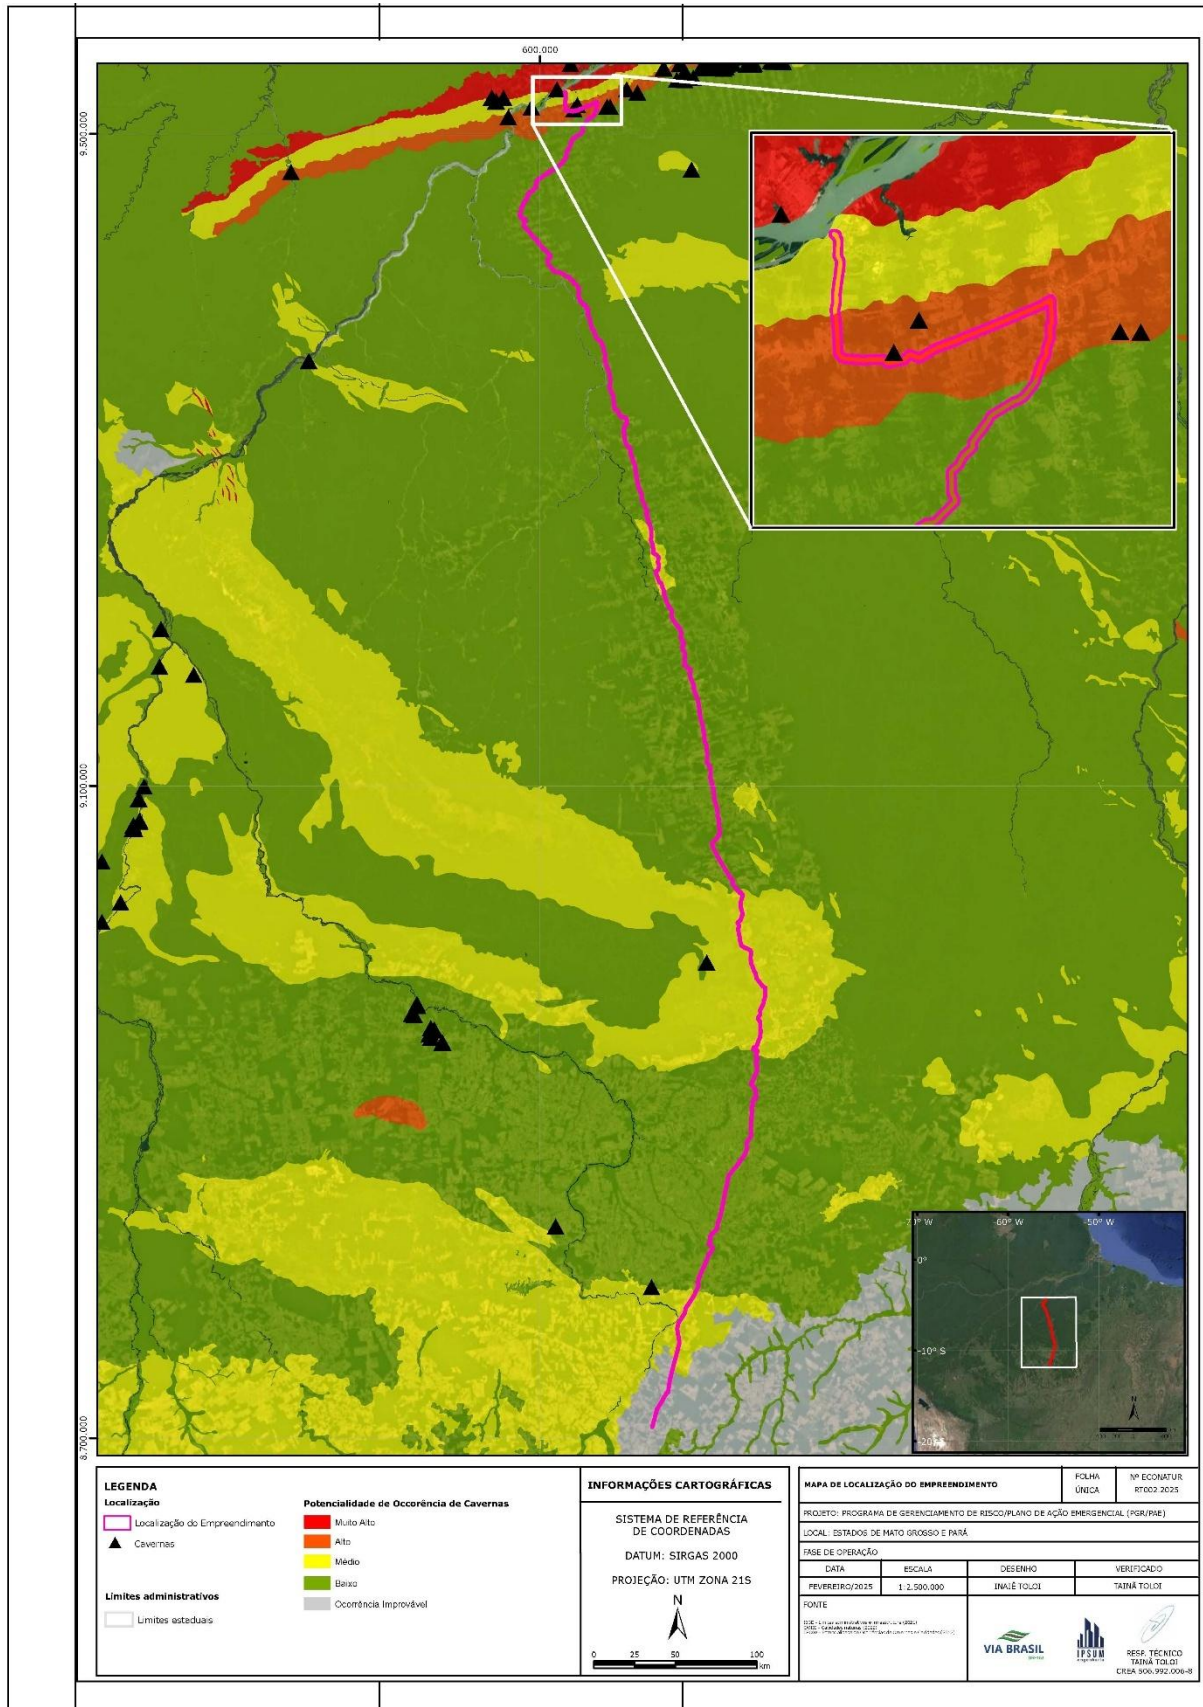 600.000
9.500.000
9.100.000
8.700.000
60° W
50° W
0°
10° S
20° S
N
LEGENDA
Localização
Localização do Empreendimento
Cavernas
Limites administrativos
Limites estaduais
Potencialidade de Occorência de Cavernas
Muito Alto
Alto
Médio
Baixo
Ocorrência Improvável
INFORMAÇÕES CARTOGRÁFICAS
SISTEMA DE REFERÊNCIA
DE COORDENADAS
DATUM: SIRGAS 2000
PROJEÇÃO: UTM ZONA 21S
N
0 25 50 100
km
MAPA DE LOCALIZAÇÃO DO EMPREENDIMENTO
FOLHA
ÚNICA
Nº ECONATUR
RT002.2025
PROJETO: PROGRAMA DE GERENCIAMENTO DE RISCO/PLANO DE AÇÃO EMERGENCIAL (PGR/PAE)
LOCAL: ESTADOS DE MATO GROSSO E PARÁ
FASE DE OPERAÇÃO
DATA ESCALA DESENHO VERIFICADO
FEVEREIRO/2025 1:2.500.000 INAIÊ TOLOI TAINÃ TOLOI
FONTE
VIA BRASIL
IPSUM
RESP. TÉCNICO
TAINÃ TOLOI
CREA 506.992.006-8